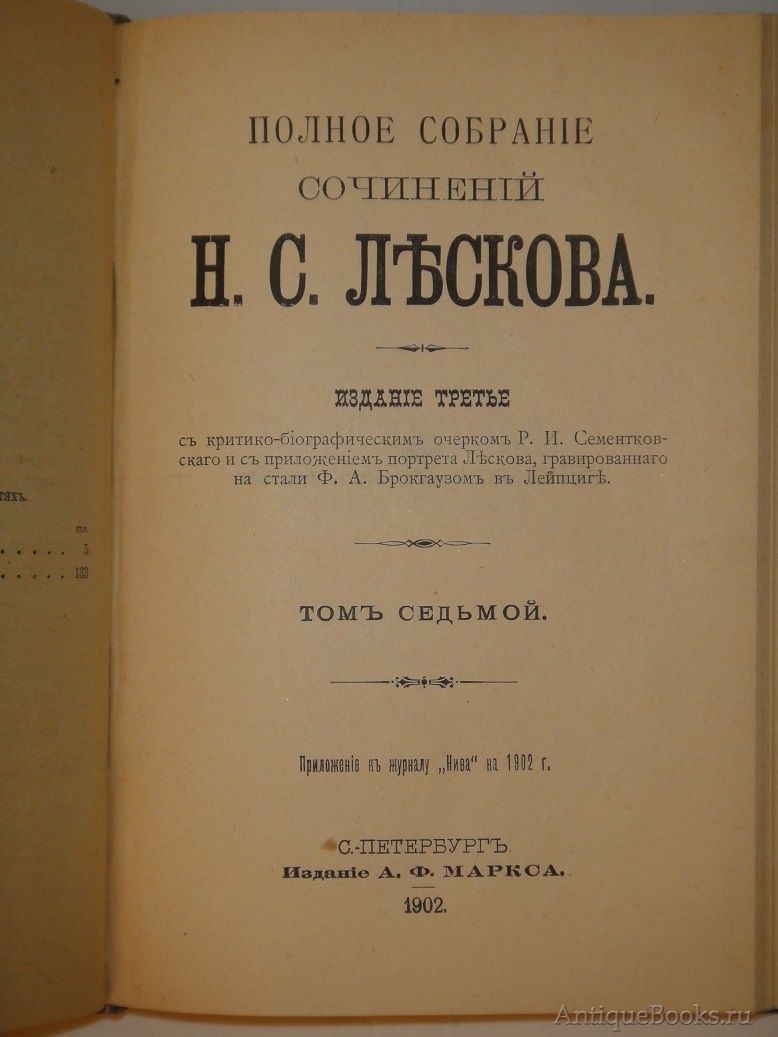 тяхъ.
стр.
5
133
ПОЛНОЕ СОБРАНІЕ
СОЧИНЕНІЙ
Н. С. ЛѢСКОВА.
ИЗДАНІЕ ТРЕТЬЕ
съ критико-біографическимъ очеркомъ Р. И. Сементков-
скаго и съ приложеніемъ портрета Лѣскова, гравированнаго
на стали Ф. А. Брокгаузомъ въ Лейпцигѣ.
ТОМЪ СЕДЬМОЙ.
Приложеніе къ журналу „Нива“ на 1902 г.
С.-ПЕТЕРБУРГЪ.
Изданіе А. Ф. МАРКСА.
1902.
AntiqueBooks.ru